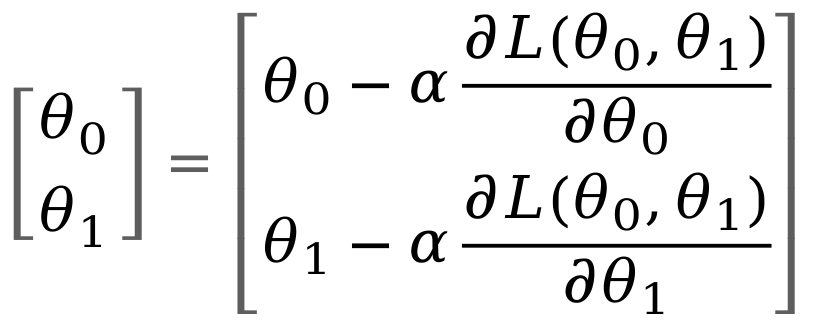 [θ₀ θ₁] = [θ₀ − α ∂L(θ₀, θ₁)/∂θ₀
θ₁ − α ∂L(θ₀, θ₁)/∂θ₁]